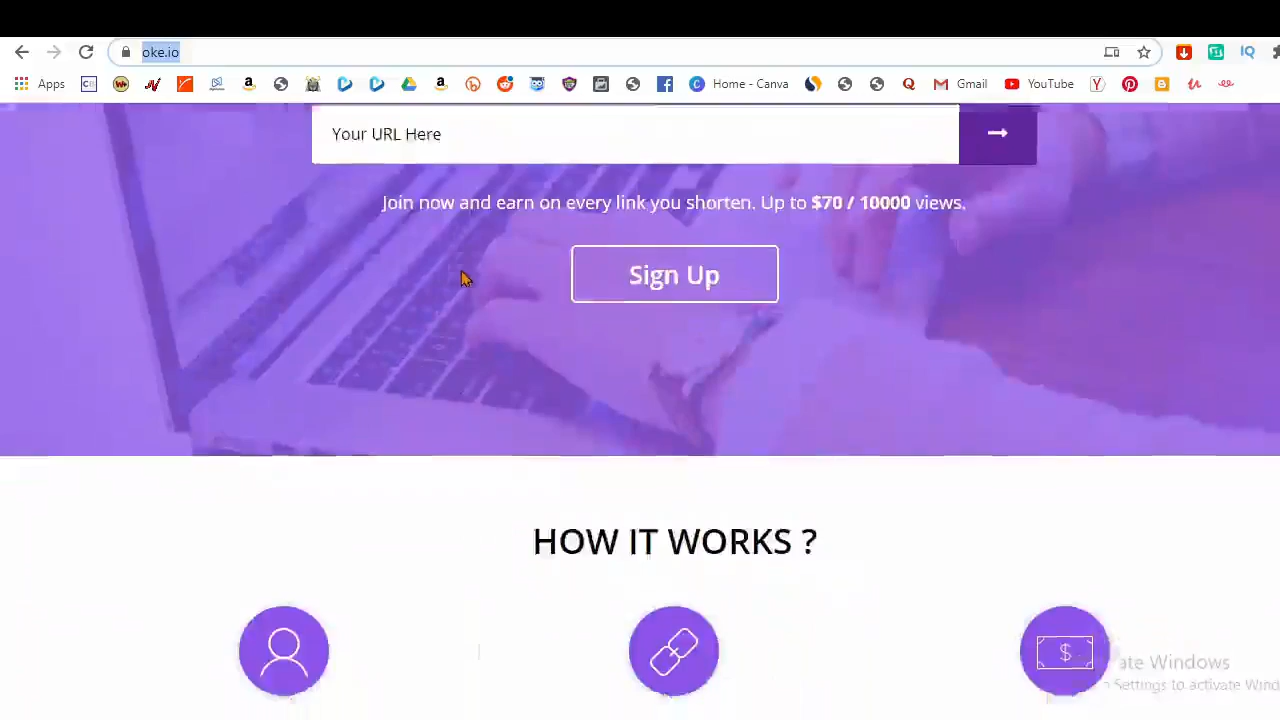 oke.io
Apps
Home - Canva
Gmail
YouTube
Your URL Here
Join now and earn on every link you shorten. Up to $70 / 10000 views.
Sign Up
HOW IT WORKS ?
ate Windows
Settings to activate Wind